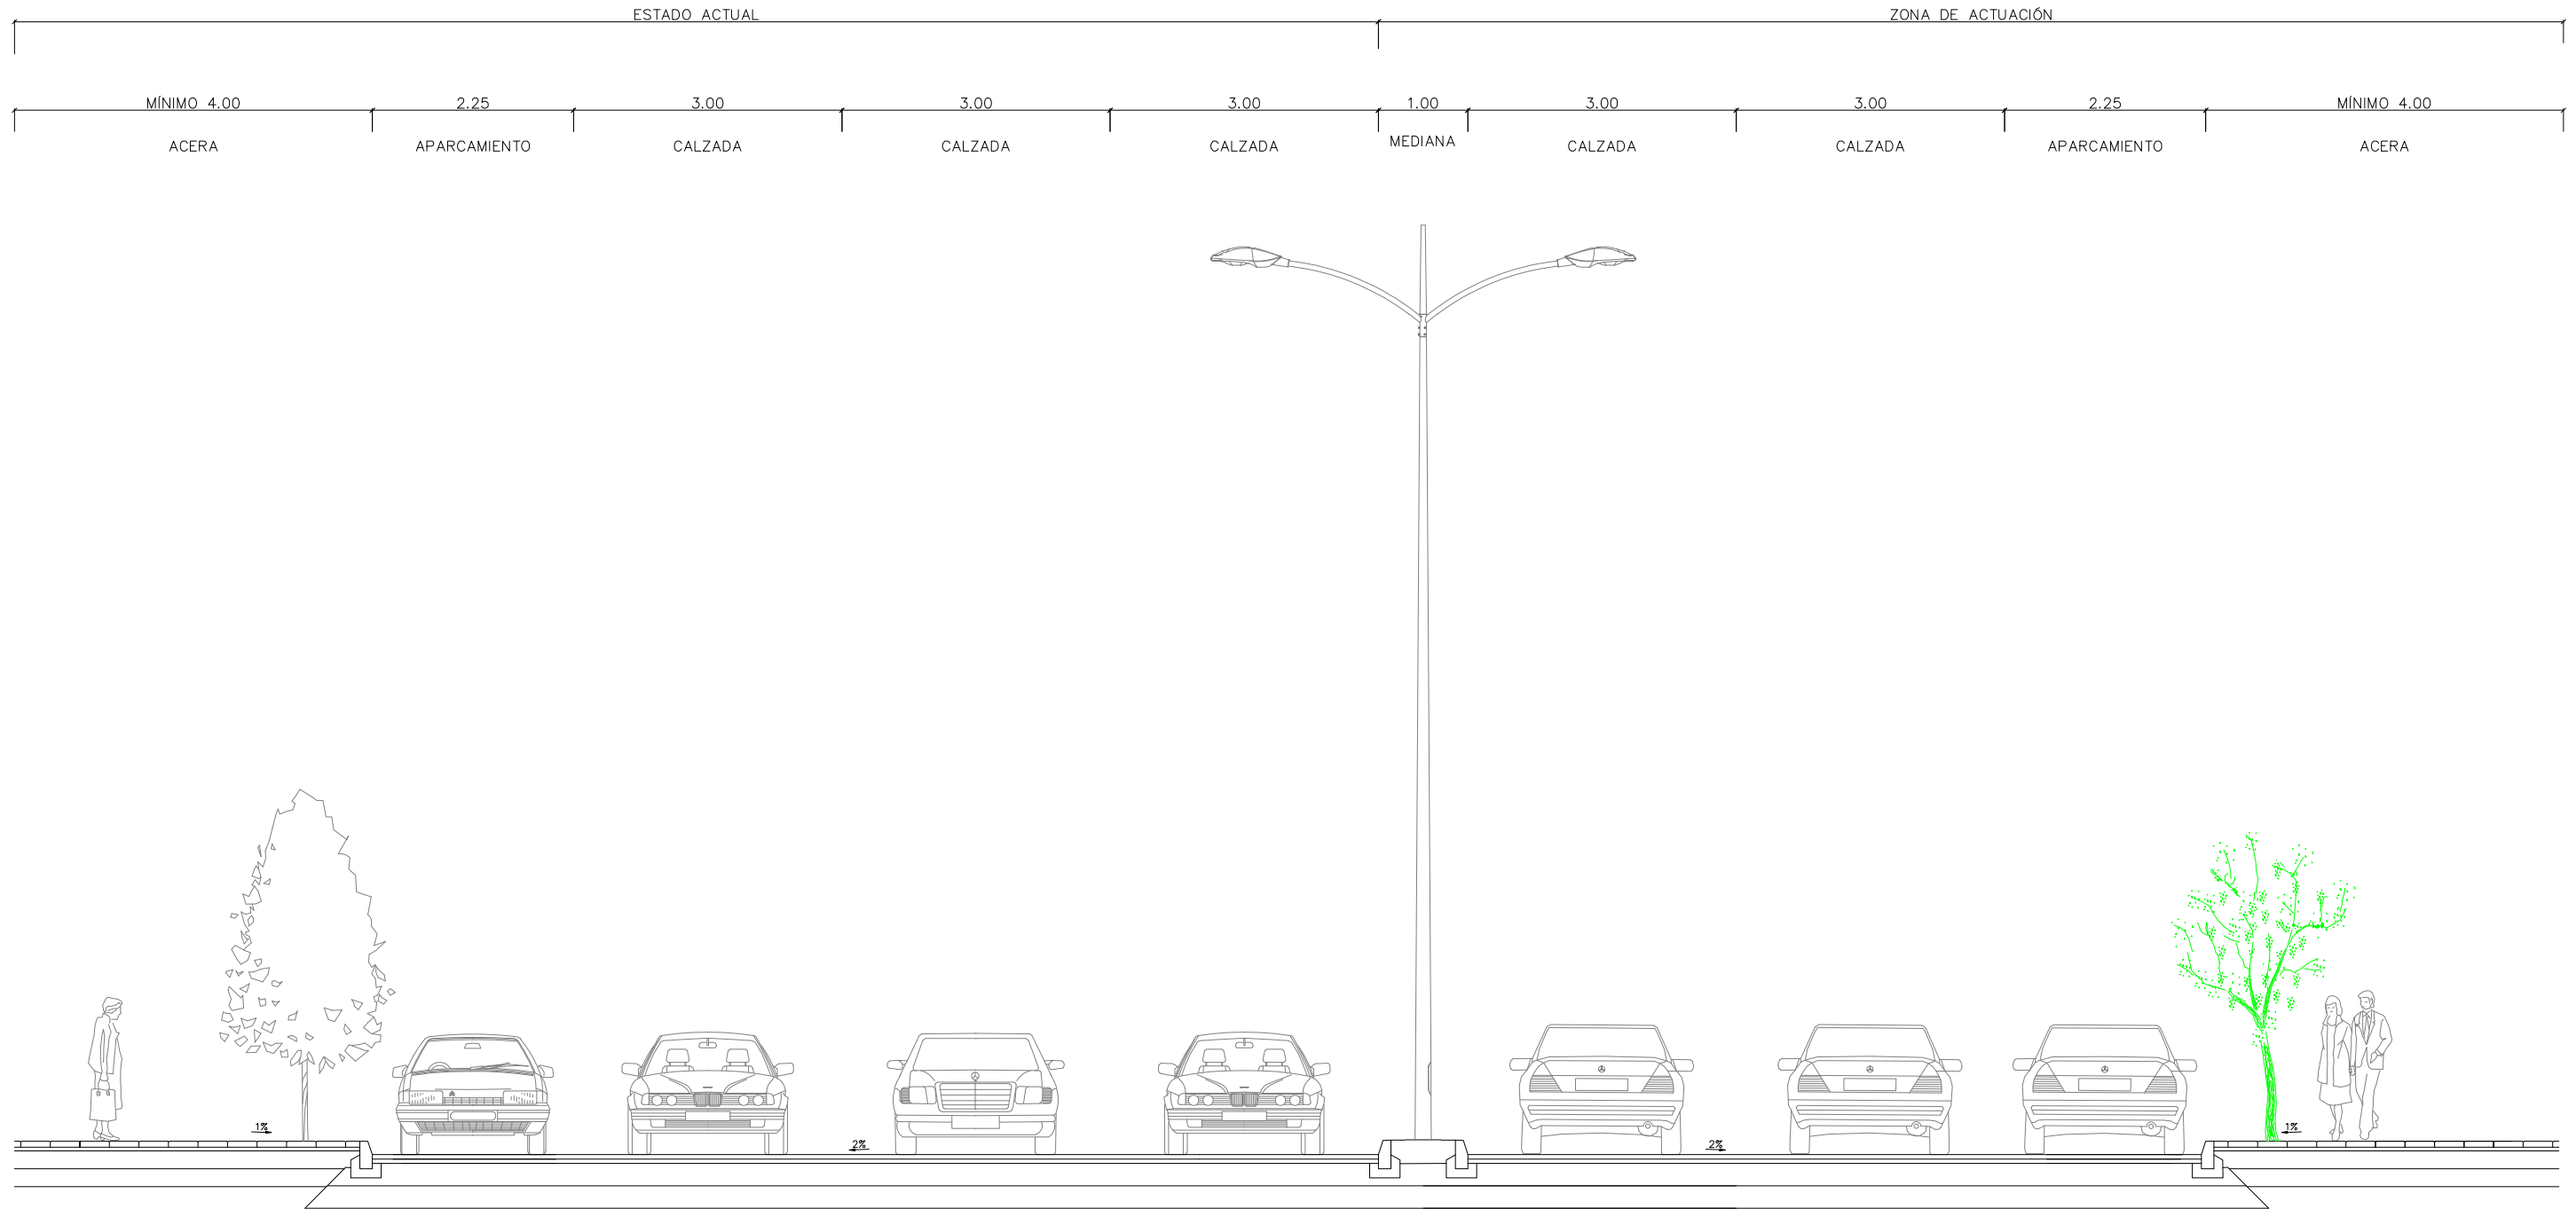 ESTADO ACTUAL
ZONA DE ACTUACIÓN
MÍNIMO 4.00
2.25
3.00
3.00
3.00
1.00
3.00
3.00
2.25
MÍNIMO 4.00
ACERA
APARCAMIENTO
CALZADA
CALZADA
CALZADA
MEDIANA
CALZADA
CALZADA
APARCAMIENTO
ACERA
1%
2%
2%
1%